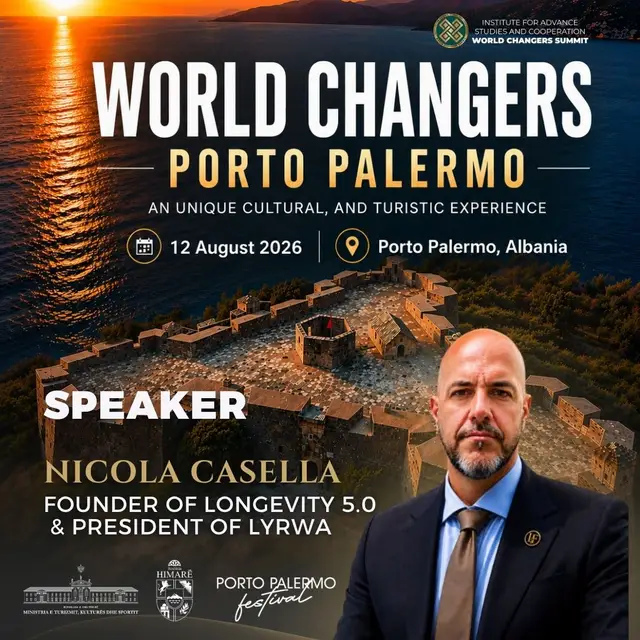 INSTITUTE FOR ADVANCE
STUDIES AND COOPERATION
WORLD CHANGERS SUMMIT
WORLD CHANGERS
PORTO PALERMO
AN UNIQUE CULTURAL, AND TURISTIC EXPERIENCE
12 August 2026
Porto Palermo, Albania
SPEAKER
NICOLA CASELLA
FOUNDER OF LONGEVITY 5.0
& PRESIDENT OF LYRWA
MINISTRIA E TURIZMIT, KULTURËS DHE SPORTIT
HIMARË
PORTO PALERMO
festival